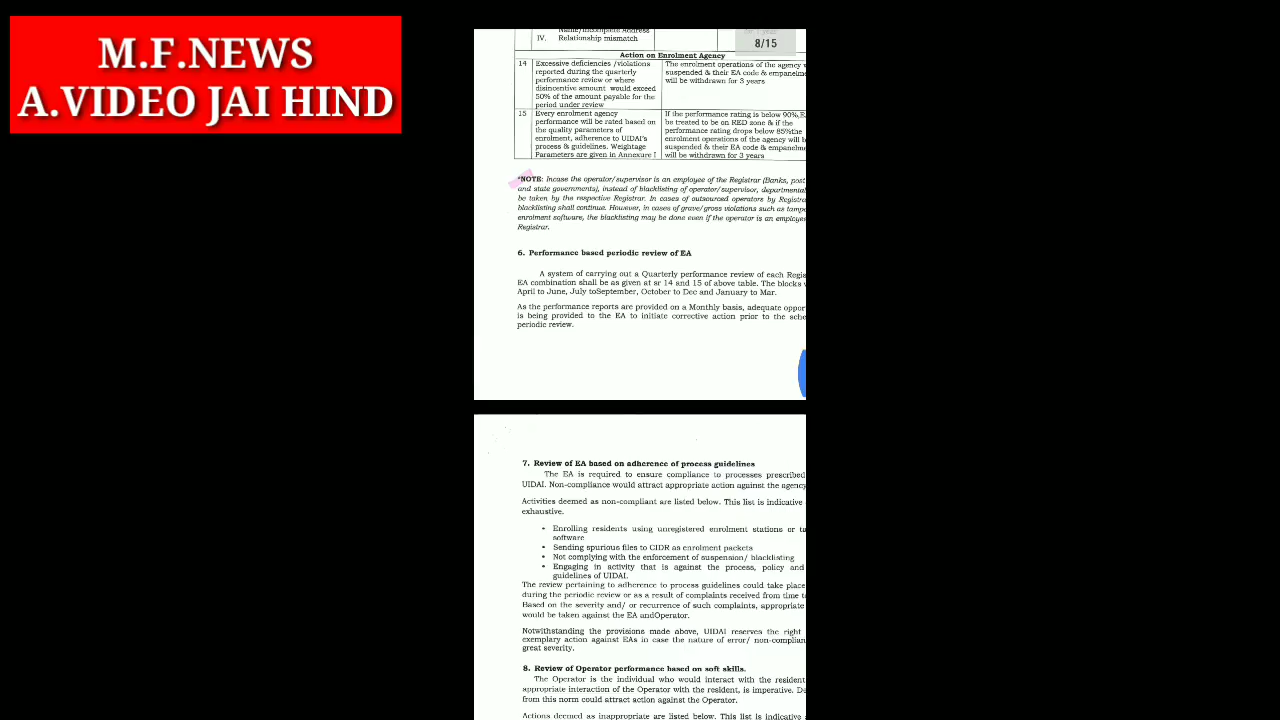 M.F.NEWS
A.VIDEO JAI HIND
8/15
Name/Incomplete Address
IV. Relationship mismatch
Action on Enrolment Agency
14 Excessive deficiencies /violations
reported during the quarterly
performance review or where
disincentive amount would exceed
50% of the amount payable for the
period under review
The enrolment operations of the agency
suspended & their EA code & empanelme
will be withdrawn for 3 years
15 Every enrolment agency
performance will be rated based on
the quality parameters of
enrolment, adherence to UIDAI's
process & guidelines. Weightage
Parameters are given in Annexure I
If the performance rating is below 90%,E
be treated to be on RED zone & if the
performance rating drops below 85%the
enrolment operations of the agency will b
suspended & their EA code & empanelme
will be withdrawn for 3 years
*NOTE: Incase the operator/supervisor is an employee of the Registrar (Banks, post
and state governments), instead of blacklisting of operator/supervisor, departmental
be taken by the respective Registrar. In cases of outsourced operators by Registra
blacklisting shall continue. However, in cases of grave/gross violations such as tampe
enrolment software, the blacklisting may be done even if the operator is an employe
Registrar.
6. Performance based periodic review of EA
A system of carrying out a Quarterly performance review of each Regis
EA combination shall be as given at sr 14 and 15 of above table. The blocks
April to June, July toSeptember, October to Dec and January to Mar.
As the performance reports are provided on a Monthly basis, adequate oppor
is being provided to the EA to initiate corrective action prior to the sche
periodic review.
7. Review of EA based on adherence of process guidelines
The EA is required to ensure compliance to processes prescribed
UIDAI. Non-compliance would attract appropriate action against the agency
Activities deemed as non-compliant are listed below. This list is indicative
exhaustive.
• Enrolling residents using unregistered enrolment stations or ta
software
• Sending spurious files to CIDR as enrolment packets
• Not complying with the enforcement of suspension/ blacklisting
• Engaging in activity that is against the process, policy and
guidelines of UIDAI.
The review pertaining to adherence to process guidelines could take place
during the periodic review or as a result of complaints received from time to
Based on the severity and/ or recurrence of such complaints, appropriate
would be taken against the EA andOperator.
Notwithstanding the provisions made above, UIDAI reserves the right
exemplary action against EAs in case the nature of error/ non-complian
great severity.
8. Review of Operator performance based on soft skills.
The Operator is the individual who would interact with the resident
appropriate interaction of the Operator with the resident, is imperative. De
from this norm could attract action against the Operator.
Actions deemed as inappropriate are listed below. This list is indicative